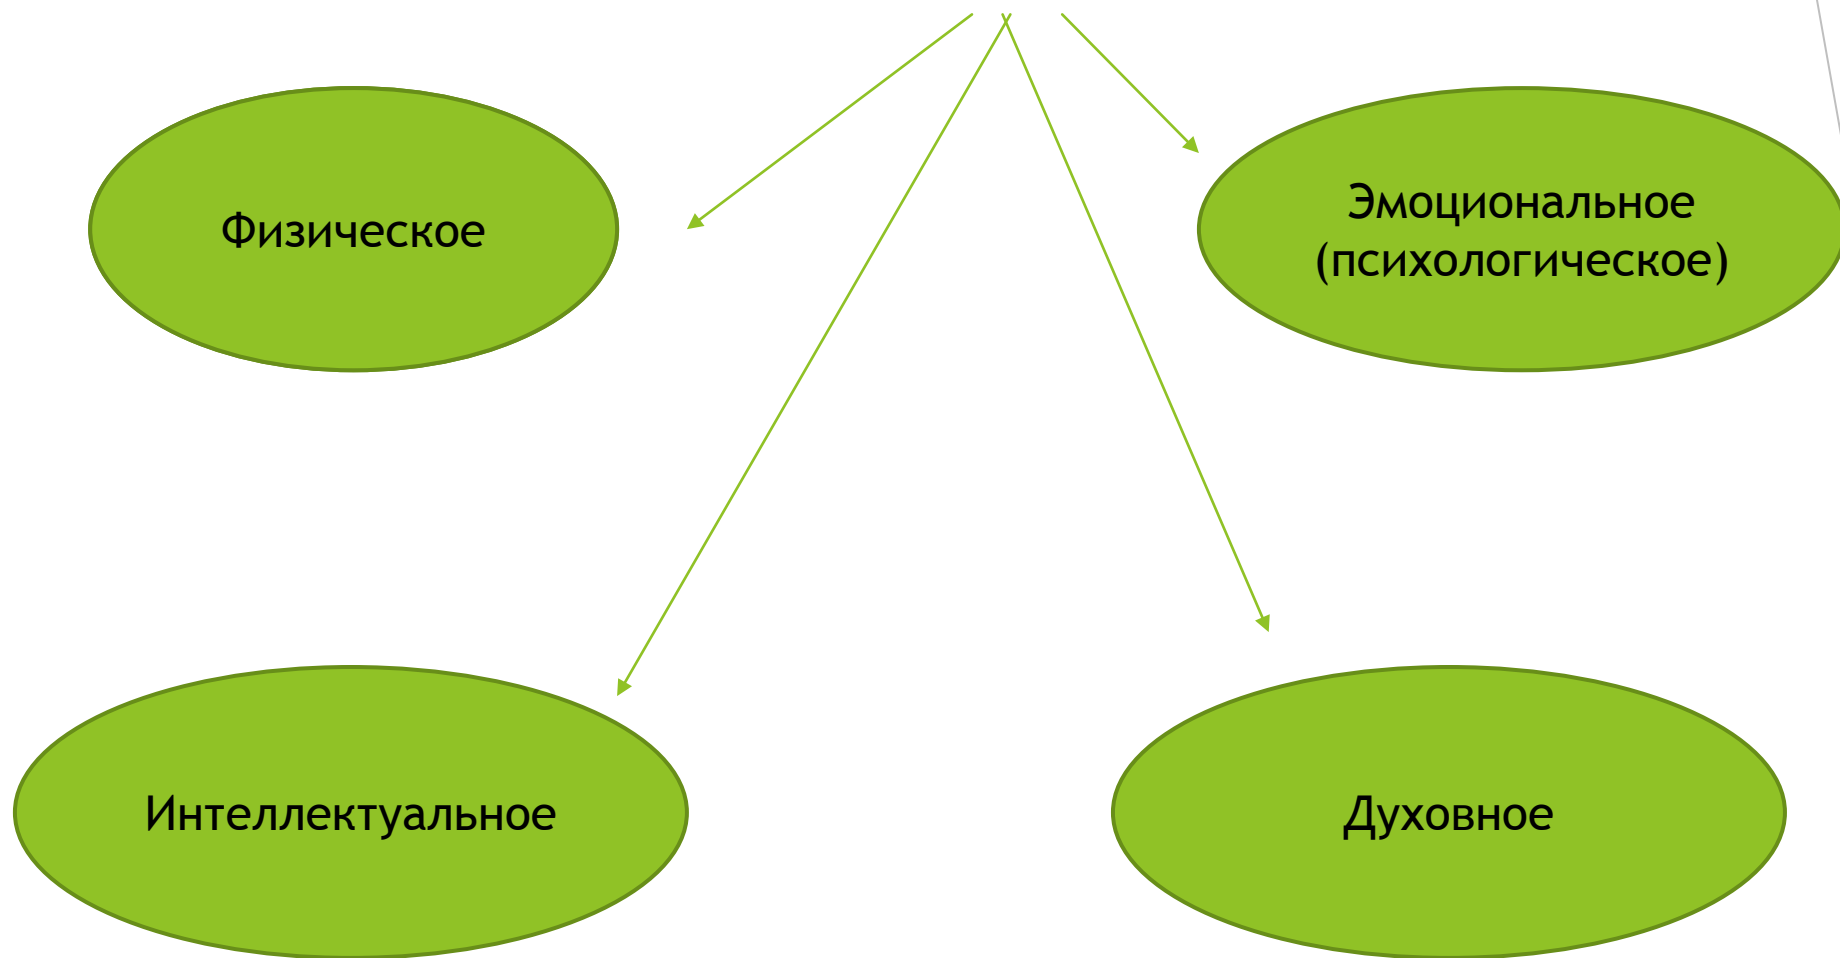 Физическое
Эмоциональное
(психологическое)
Интеллектуальное
Духовное